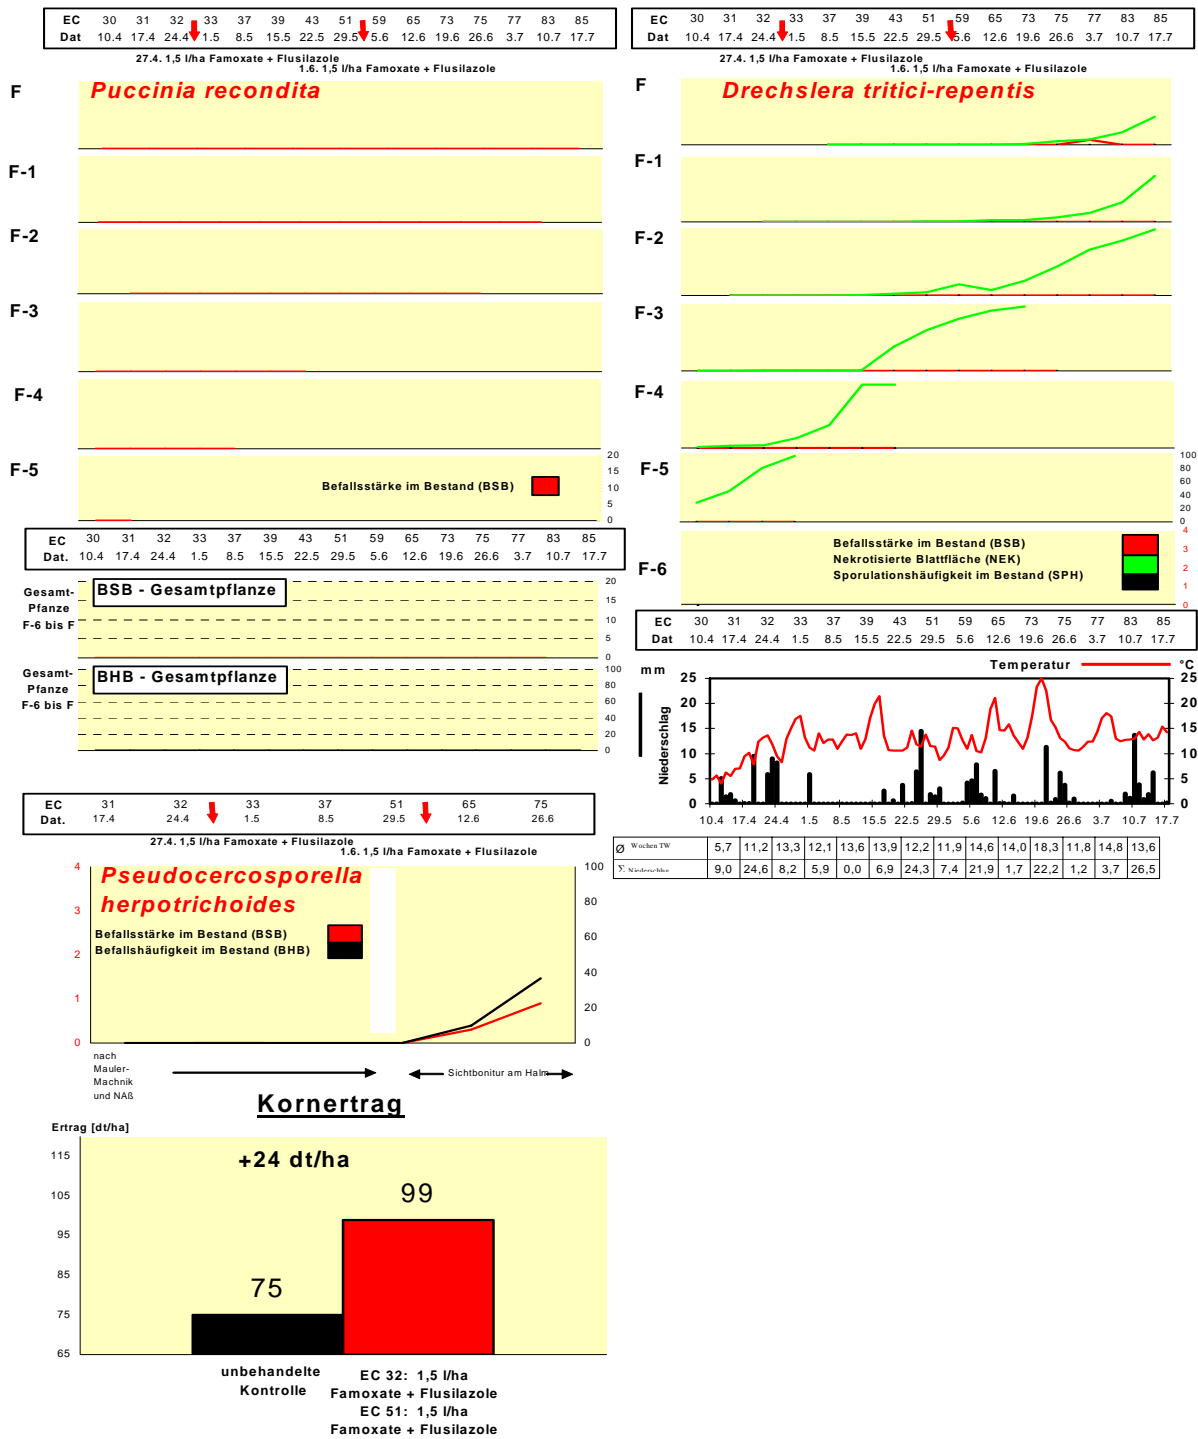 EC 30 31 32 33 37 39 43 51 59 65 73 75 77 83 85
Dat 10.4 17.4 24.4 1.5 8.5 15.5 22.5 29.5 5.6 12.6 19.6 26.6 3.7 10.7 17.7
27.4. 1,5 l/ha Famoxate + Flusilazole
1.6. 1,5 l/ha Famoxate + Flusilazole
F
Puccinia recondita
F-1
F-2
F-3
F-4
F-5
20
15
10
5
0
Befallsstärke im Bestand (BSB)
EC 30 31 32 33 37 39 43 51 59 65 73 75 77 83 85
Dat. 10.4 17.4 24.4 1.5 8.5 15.5 22.5 29.5 5.6 12.6 19.6 26.6 3.7 10.7 17.7
Gesamt-
Pfanze
F-6 bis F
BSB - Gesamtpflanze
20
15
10
5
0
Gesamt-
Pfanze
F-6 bis F
BHB - Gesamtpflanze
100
80
60
40
20
0
EC 31 32 33 37 51 65 75
Dat. 17.4 24.4 1.5 8.5 29.5 12.6 26.6
27.4. 1,5 l/ha Famoxate + Flusilazole
1.6. 1,5 l/ha Famoxate + Flusilazole
Pseudocercosporella
herpotrichoides
Befallsstärke im Bestand (BSB)
Befallshäufigkeit im Bestand (BHB)
4
3
2
1
0
100
80
60
40
20
0
nach
Mauler-
Machnik
und NAß
Sichtbonitur am Halm
Kornertrag
Ertrag [dt/ha]
115
105
95
85
75
65
+24 dt/ha
99
75
unbehandelte
Kontrolle
EC 32: 1,5 l/ha
Famoxate + Flusilazole
EC 51: 1,5 l/ha
Famoxate + Flusilazole
EC 30 31 32 33 37 39 43 51 59 65 73 75 77 83 85
Dat 10.4 17.4 24.4 1.5 8.5 15.5 22.5 29.5 5.6 12.6 19.6 26.6 3.7 10.7 17.7
27.4. 1,5 l/ha Famoxate + Flusilazole
1.6. 1,5 l/ha Famoxate + Flusilazole
F
Drechslera tritici-repentis
F-1
F-2
F-3
F-4
F-5
100
80
60
40
20
0
F-6
Befallsstärke im Bestand (BSB)
Nekrotisierte Blattfläche (NEK)
Sporulationshäufigkeit im Bestand (SPH)
4
3
2
1
0
EC 30 31 32 33 37 39 43 51 59 65 73 75 77 83 85
Dat 10.4 17.4 24.4 1.5 8.5 15.5 22.5 29.5 5.6 12.6 19.6 26.6 3.7 10.7 17.7
mm
Temperatur
°C
Niederschlag
25
20
15
10
5
0
25
20
15
10
5
0
10.4 17.4 24.4 1.5 8.5 15.5 22.5 29.5 5.6 12.6 19.6 26.6 3.7 10.7 17.7
Ø Wochen TW 5,7 11,2 13,3 12,1 13,6 13,9 12,2 11,9 14,6 14,0 18,3 11,8 14,8 13,6
Σ 9,0 24,6 8,2 5,9 0,0 6,9 24,3 7,4 21,9 1,7 22,2 1,2 3,7 26,5